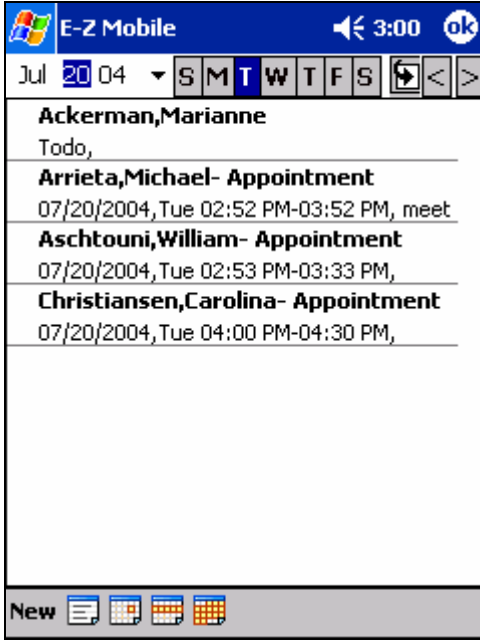 E-Z Mobile 3:00 ok
Jul 20 04 S M T W T F S < >
Ackerman,Marianne
Todo,
Arrieta,Michael- Appointment
07/20/2004,Tue 02:52 PM-03:52 PM, meet
Aschtouni,William- Appointment
07/20/2004,Tue 02:53 PM-03:33 PM,
Christiansen,Carolina- Appointment
07/20/2004,Tue 04:00 PM-04:30 PM,
New